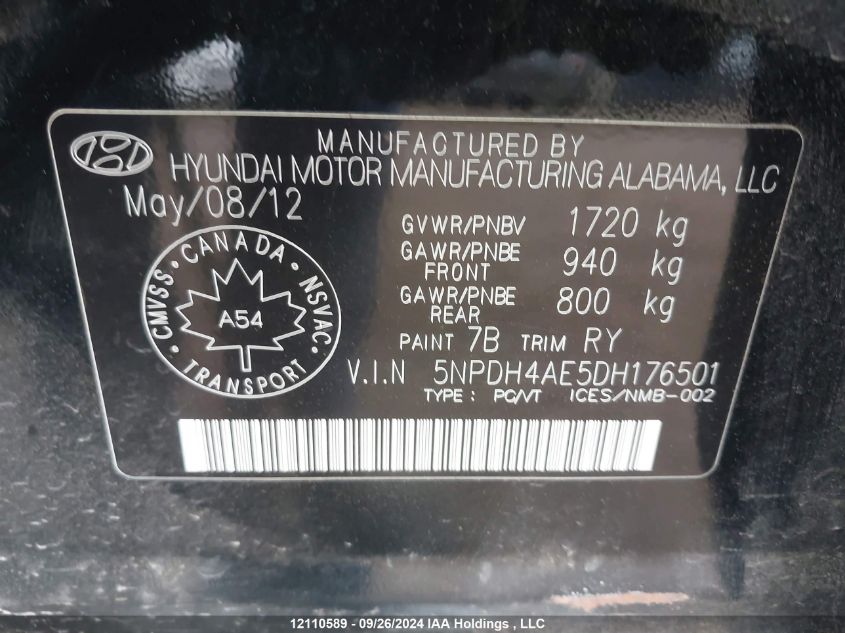 MANUFACTURED BY
HYUNDAI MOTOR MANUFACTURING ALABAMA, LLC
May/08/12
GVWR/PNBV 1720 kg
GAWR/PNBE FRONT 940 kg
GAWR/PNBE REAR 800 kg
PAINT 7B TRIM RY
CMVSS · CANADA · NSVAC · TRANSPORT
A54
V.I.N 5NPDH4AE5DH176501
TYPE : PC/VT ICES/NMB-002
12110589 - 09/26/2024 IAA Holdings , LLC